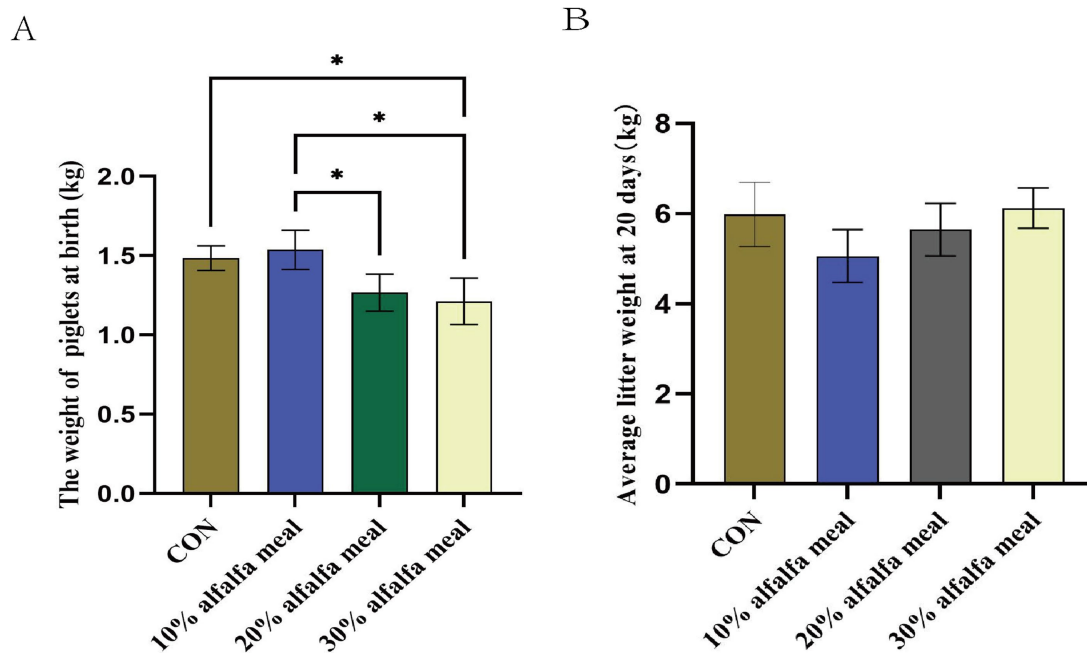 A
B
*
*
*
The weight of piglets at birth (kg)
2.0
1.5
1.0
0.5
0.0
CON
10% alfalfa meal
20% alfalfa meal
30% alfalfa meal
Average litter weight at 20 days(kg)
8
6
4
2
0
CON
10% alfalfa meal
20% alfalfa meal
30% alfalfa meal